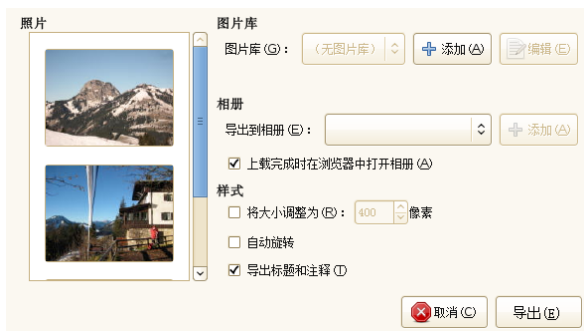 照片
图片库
图片库(G)： (无图片库) 添加(A) 编辑(E)
相册
导出到相册(E)： 添加(A)
上载完成时在浏览器中打开相册(A)
样式
将大小调整为(R)： 400 像素
自动旋转
导出标题和注释(T)
取消(C) 导出(E)